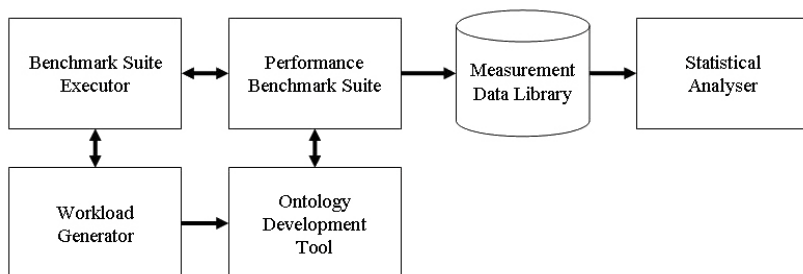 Benchmark Suite
Executor
Performance
Benchmark Suite
Measurement
Data Library
Statistical
Analyser
Workload
Generator
Ontology
Development
Tool